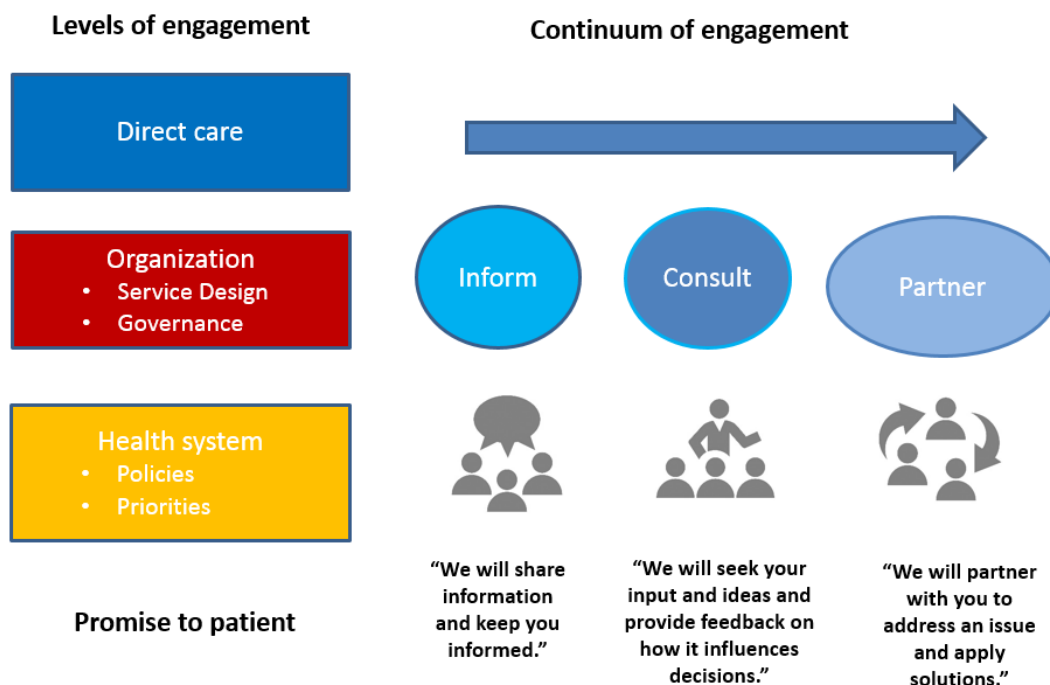 Levels of engagement
Continuum of engagement
Direct care
Organization
• Service Design
• Governance
Health system
• Policies
• Priorities
Inform
Consult
Partner
Promise to patient
“We will share
information
and keep you
informed.”
“We will seek your
input and ideas and
provide feedback on
how it influences
decisions.”
“We will partner
with you to
address an issue
and apply
solutions.”